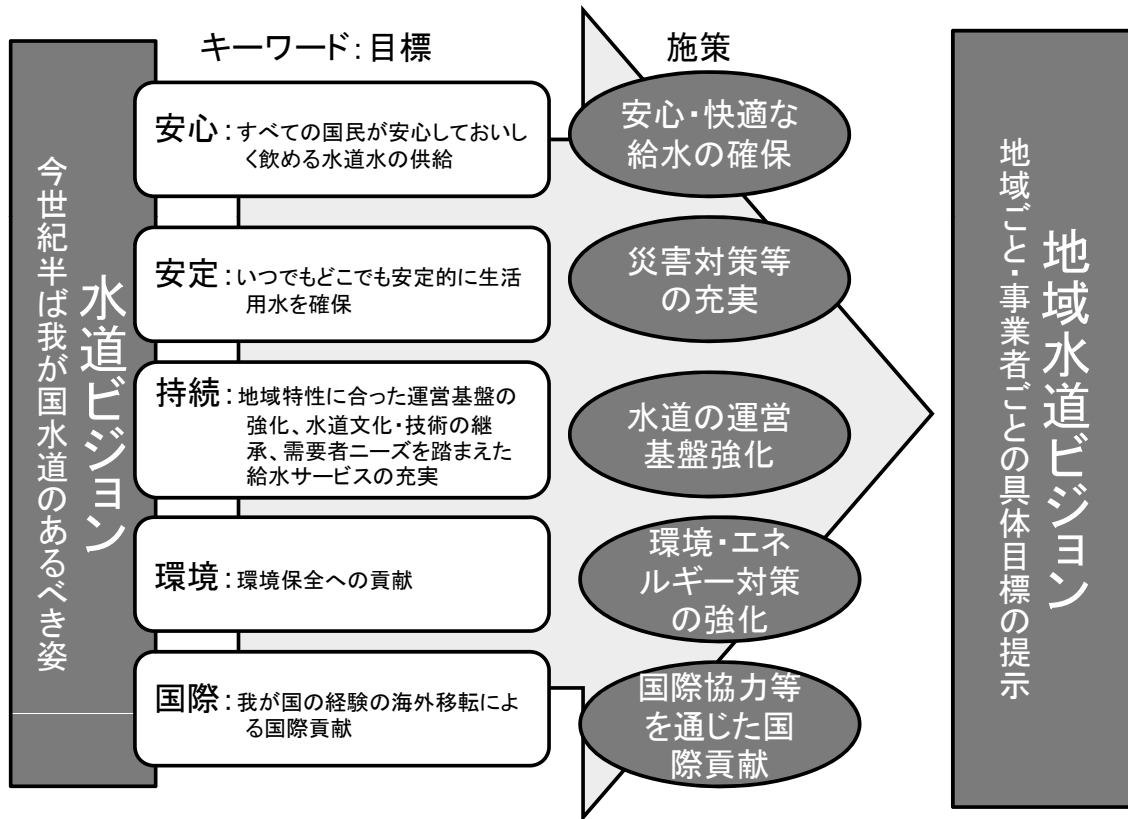 キーワード：目標
施策
水道ビジョン
今世紀半ば我が国水道のあるべき姿
安心：すべての国民が安心しておいし
く飲める水道水の供給
安心・快適な
給水の確保
安定：いつでもどこでも安定的に生活
用水を確保
災害対策等
の充実
持続：地域特性に合った運営基盤の
強化、水道文化・技術の継
承、需要者ニーズを踏まえた
給水サービスの充実
水道の運営
基盤強化
環境：環境保全への貢献
環境・エネ
ルギー対策
の強化
国際：我が国の経験の海外移転によ
る国際貢献
国際協力等
を通じた国
際貢献
地域水道ビジョン
地域ごと・事業者ごとの具体目標の提示